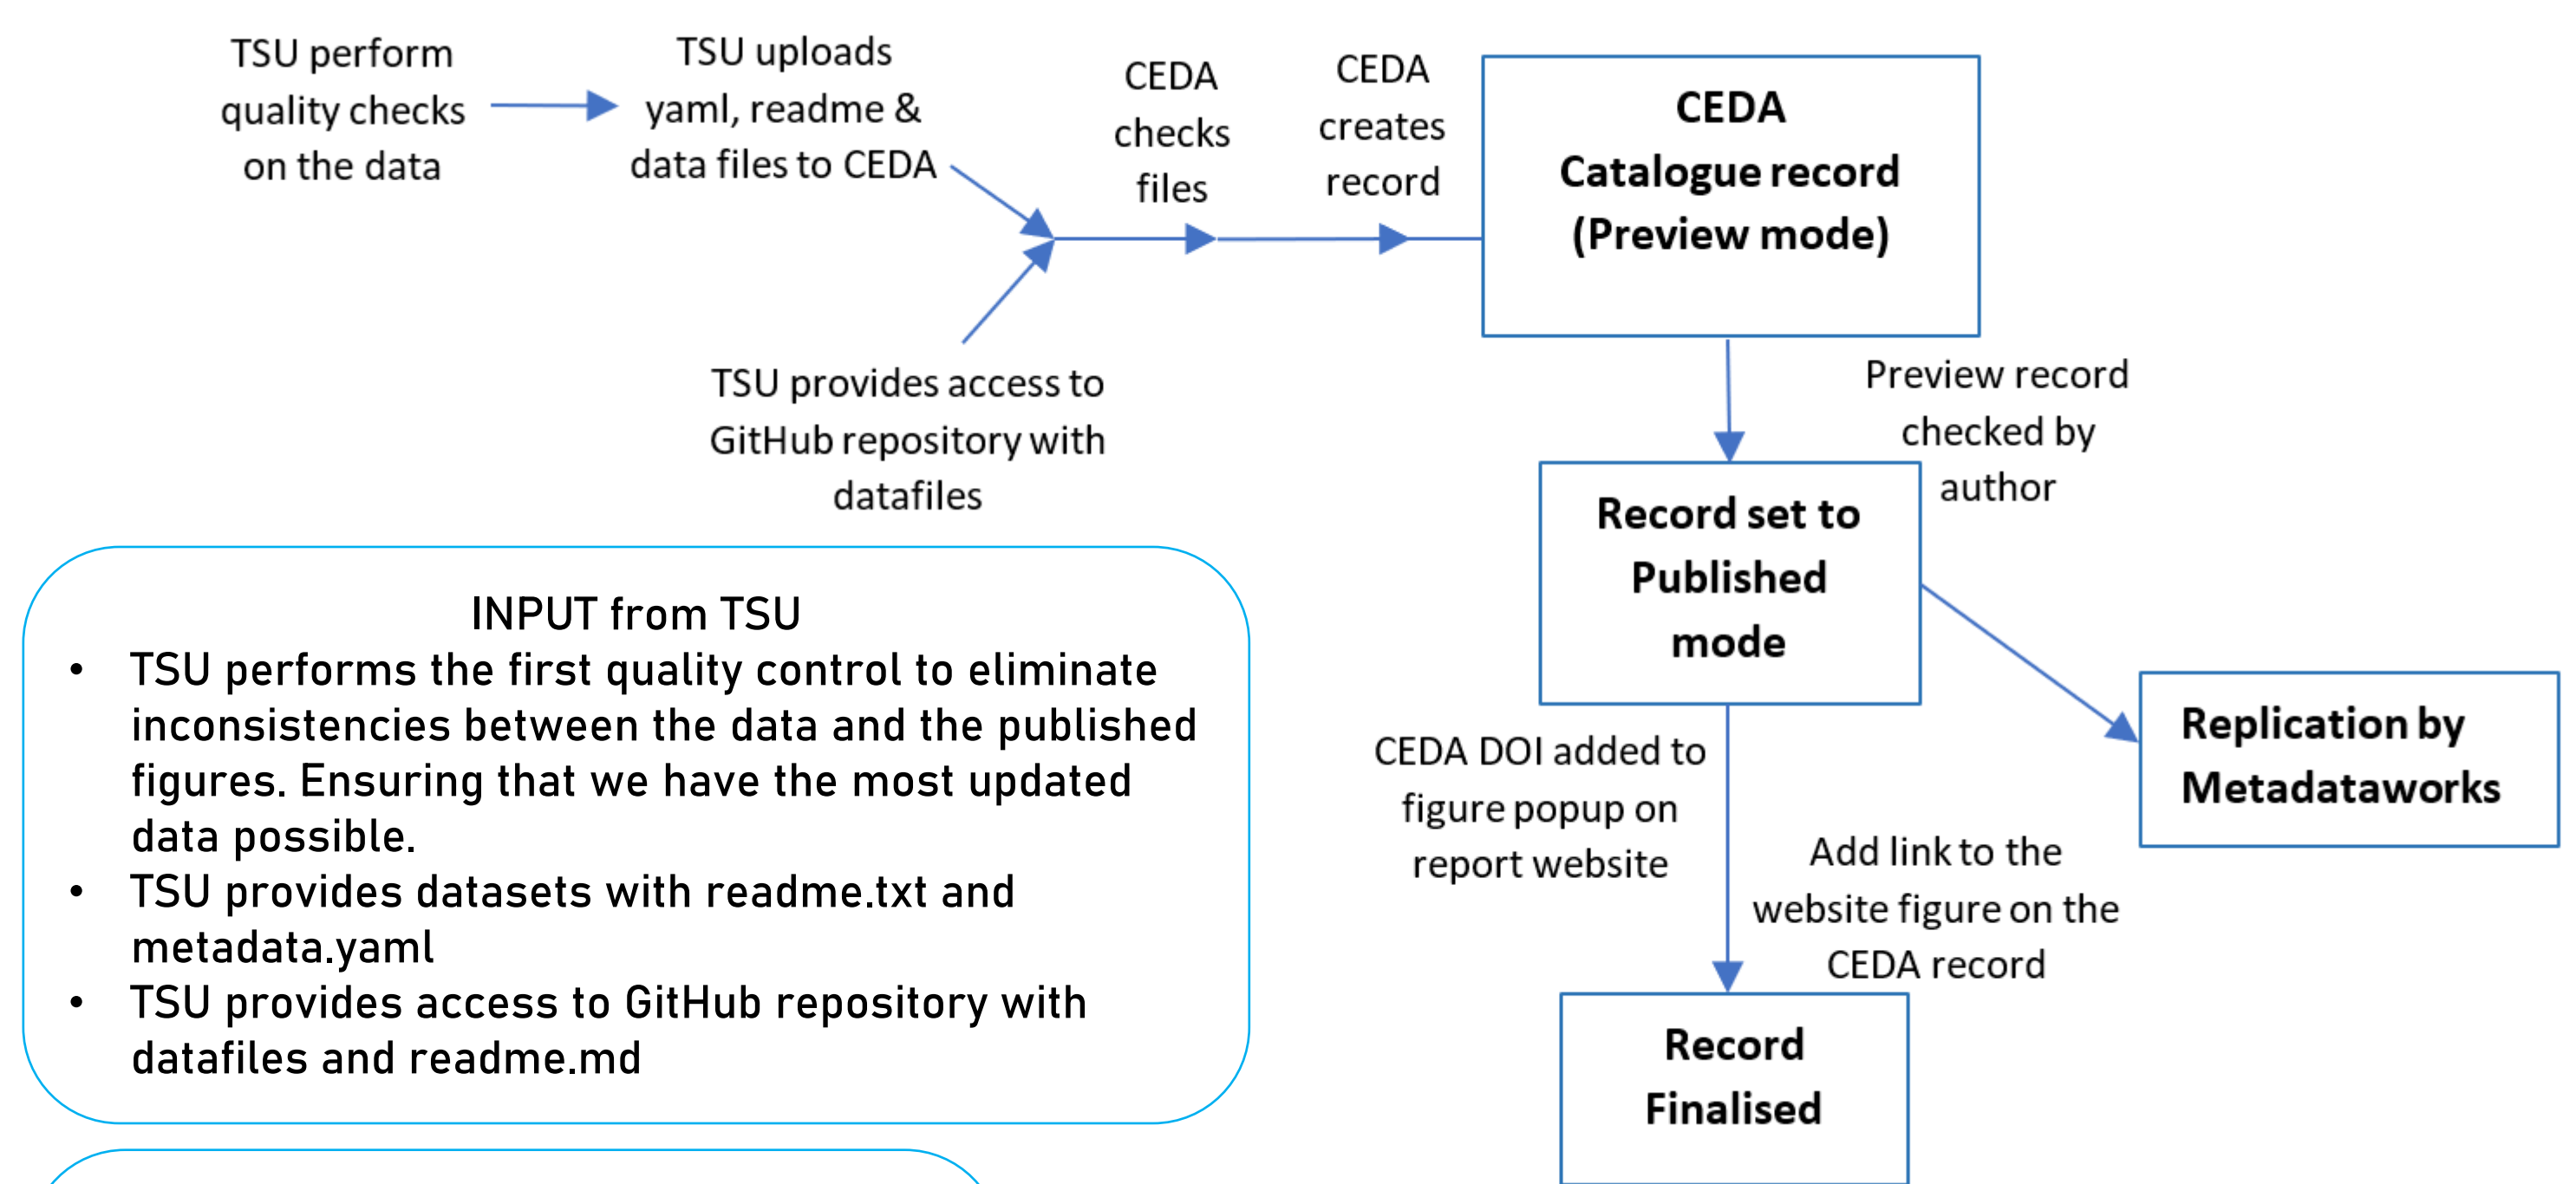 TSU perform
quality checks
on the data
TSU uploads
yaml, readme &
data files to CEDA
CEDA
checks
files
CEDA
creates
record
CEDA
Catalogue record
(Preview mode)
TSU provides access to
GitHub repository with
datafiles
Preview record
checked by
author
Record set to
Published
mode
Replication by
Metadataworks
CEDA DOI added to
figure popup on
report website
Add link to the
website figure on the
CEDA record
Record
Finalised
INPUT from TSU
• TSU performs the first quality control to eliminate
inconsistencies between the data and the published
figures. Ensuring that we have the most updated
data possible.
• TSU provides datasets with readme.txt and
metadata.yaml
• TSU provides access to GitHub repository with
datafiles and readme.md